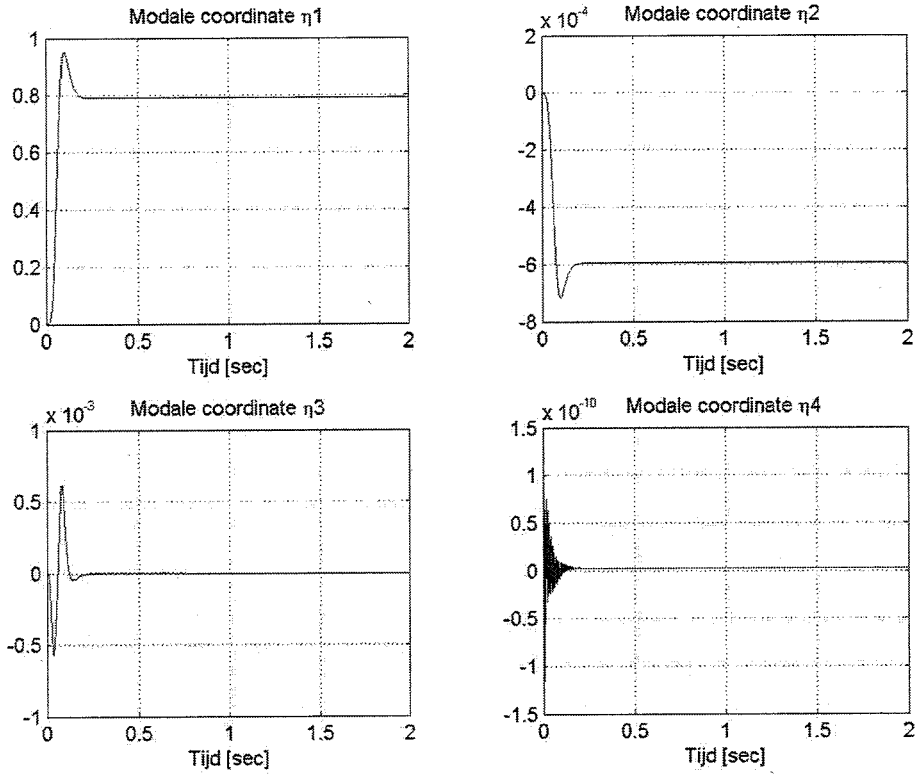 Modale coordinate η1
1
0.8
0.6
0.4
0.2
0
0 0.5 1 1.5 2
Tijd [sec]
x 10-4 Modale coordinate η2
2
0
-2
-4
-6
-8
0 0.5 1 1.5 2
Tijd [sec]
x 10-3 Modale coordinate η3
1
0.5
0
-0.5
-1
0 0.5 1 1.5 2
Tijd [sec]
x 10-10 Modale coordinate η4
1.5
1
0.5
0
-0.5
-1
-1.5
0 0.5 1 1.5 2
Tijd [sec]